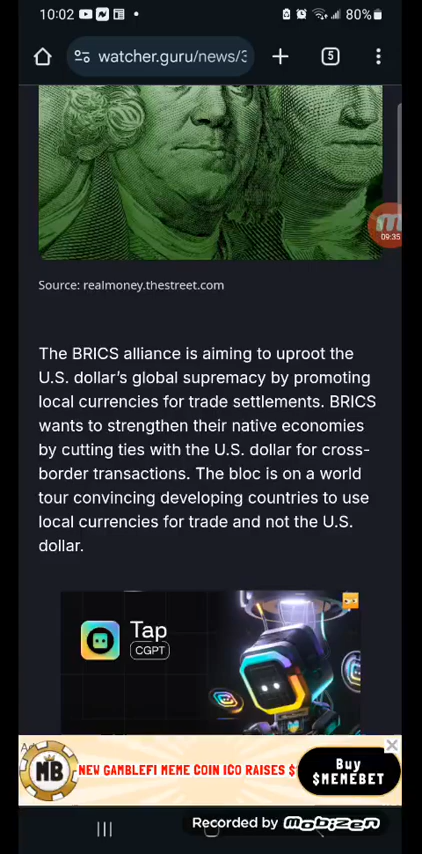 10:02
80%
watcher.guru/news/3
5
09:35
Source: realmoney.thestreet.com
The BRICS alliance is aiming to uproot the
U.S. dollar’s global supremacy by promoting
local currencies for trade settlements. BRICS
wants to strengthen their native economies
by cutting ties with the U.S. dollar for cross-
border transactions. The bloc is on a world
tour convincing developing countries to use
local currencies for trade and not the U.S.
dollar.
Tap
CGPT
Ad
MB
NEW GAMBLEFI MEME COIN ICO RAISES $
Buy
$MEMEBET
Recorded by mobizen